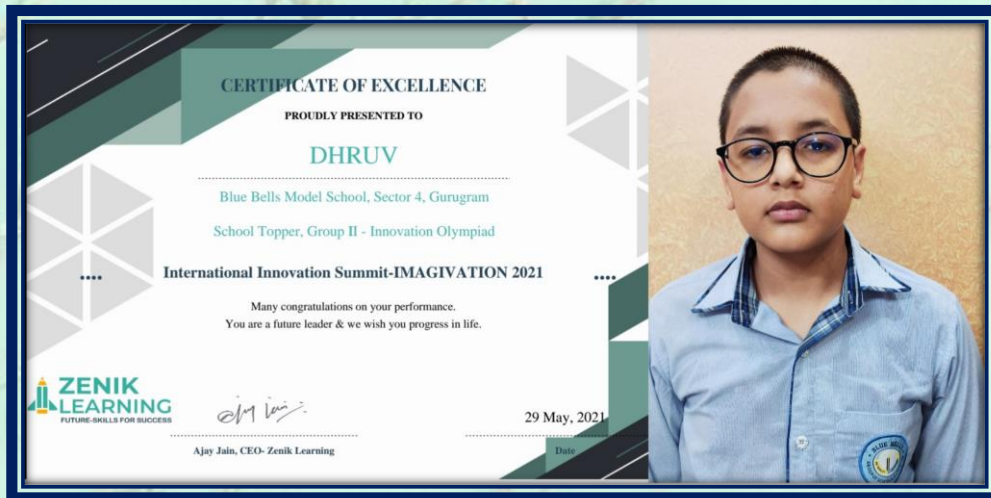 CERTIFICATE OF EXCELLENCE
PROUDLY PRESENTED TO
DHRUV
Blue Bells Model School, Sector 4, Gurugram
School Topper, Group II - Innovation Olympiad
International Innovation Summit-IMAGIVATION 2021
Many congratulations on your performance.
You are a future leader & we wish you progress in life.
ZENIK
LEARNING
FUTURE-SKILLS FOR SUCCESS
29 May, 2021
Ajay Jain, CEO- Zenik Learning
Date